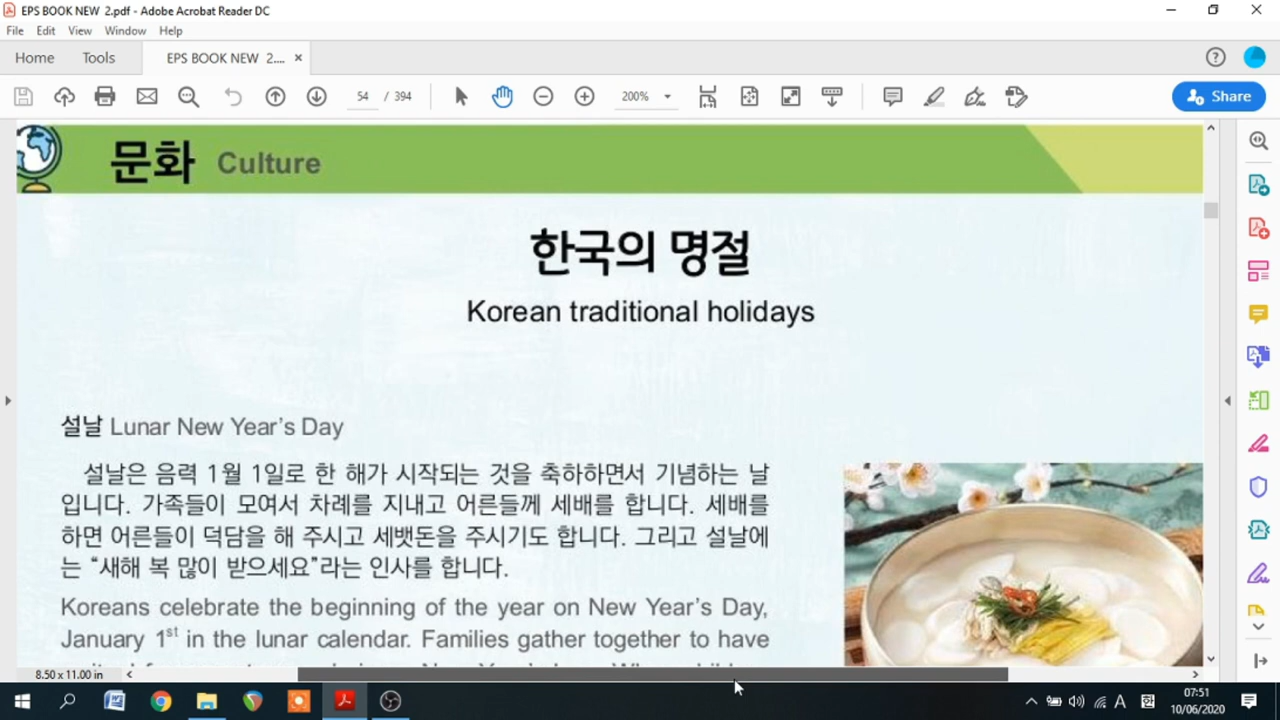 EPS BOOK NEW 2.pdf - Adobe Acrobat Reader DC
File Edit View Window Help
Home Tools EPS BOOK NEW 2.... ×
54 / 394 200% Share
문화 Culture
한국의 명절
Korean traditional holidays
설날 Lunar New Year's Day
설날은 음력 1월 1일로 한 해가 시작되는 것을 축하하면서 기념하는 날
입니다. 가족들이 모여서 차례를 지내고 어른들께 세배를 합니다. 세배를
하면 어른들이 덕담을 해 주시고 세뱃돈을 주시기도 합니다. 그리고 설날에
는 “새해 복 많이 받으세요”라는 인사를 합니다.
Koreans celebrate the beginning of the year on New Year's Day,
January 1st in the lunar calendar. Families gather together to have
8.50 x 11.00 in
A 한 07:51
10/06/2020